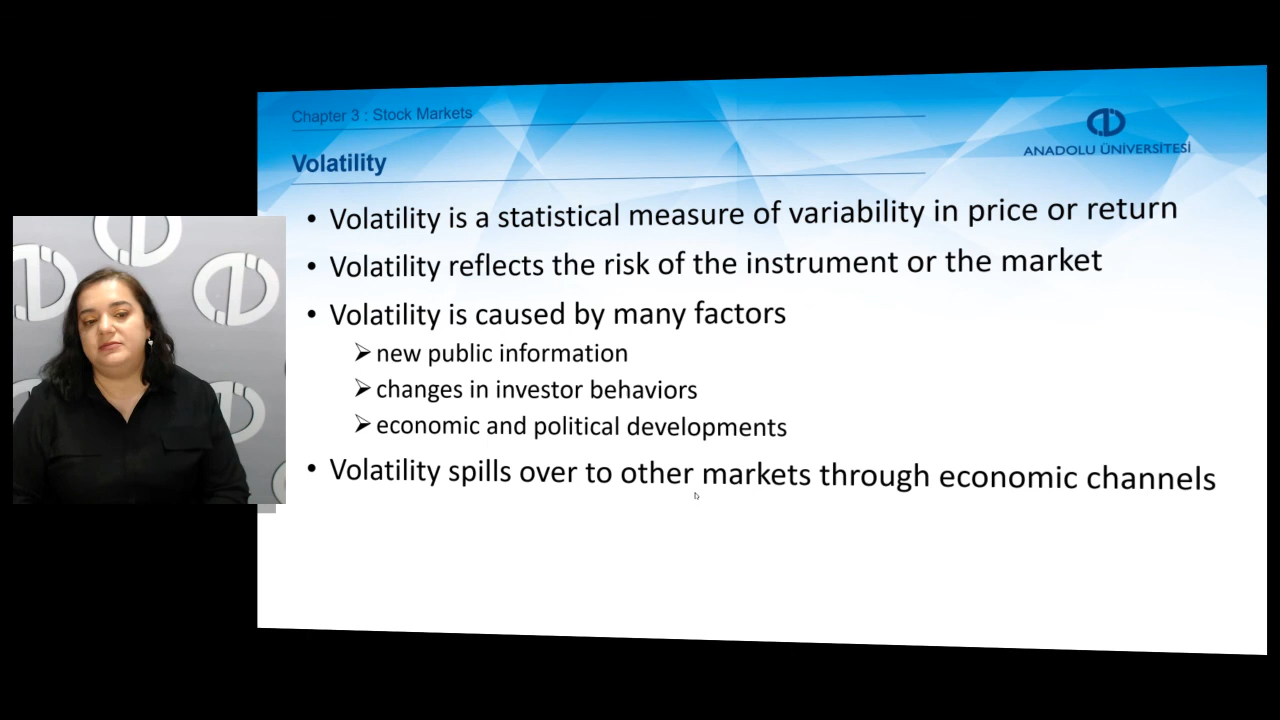 Chapter 3 : Stock Markets
ANADOLU ÜNİVERSİTESİ
Volatility
• Volatility is a statistical measure of variability in price or return
• Volatility reflects the risk of the instrument or the market
• Volatility is caused by many factors
➢ new public information
➢ changes in investor behaviors
➢ economic and political developments
• Volatility spills over to other markets through economic channels